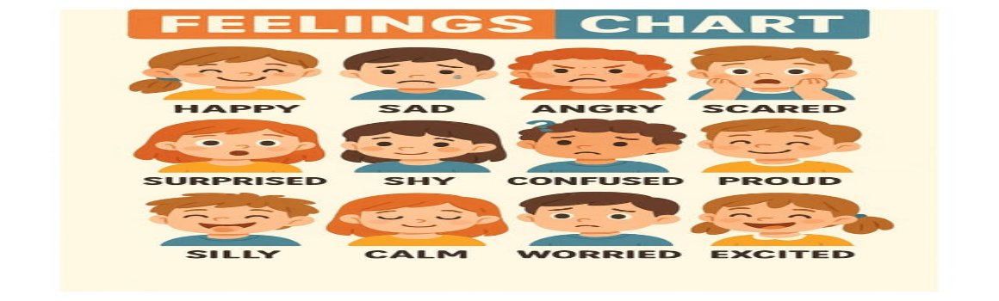 FEELINGS CHART
HAPPY SAD ANGRY SCARED
?
SURPRISED SHY CONFUSED PROUD
SILLY CALM WORRIED EXCITED